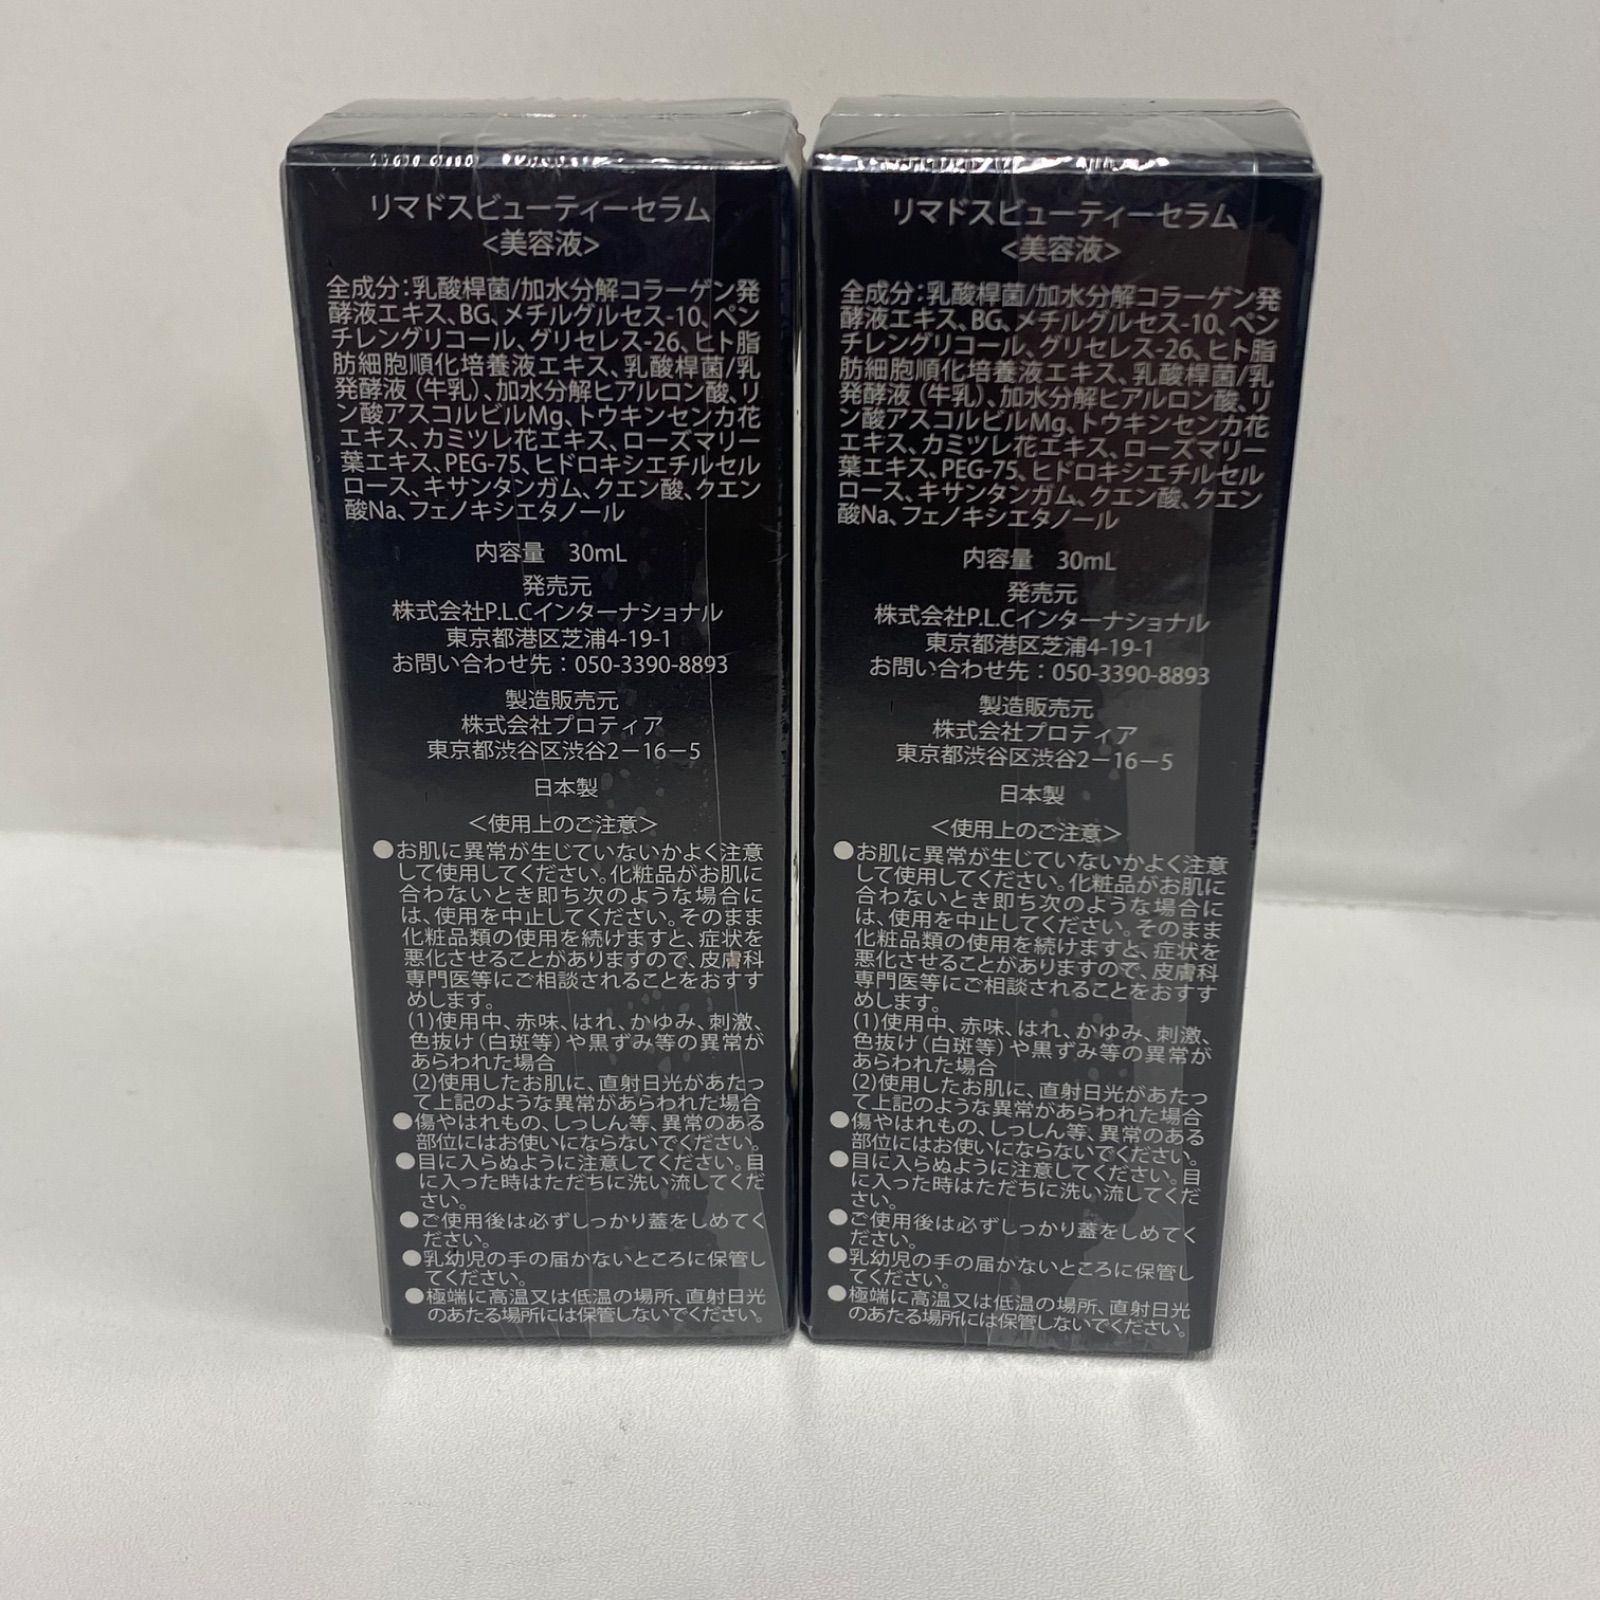 リマドスビューティーセラム
<美容液>
全成分：乳酸桿菌/加水分解コラーゲン発
酵液エキス、BG、メチルグルセス-10、ペン
チレングリコール、グリセレス-26、ヒト脂
肪細胞順化培養液エキス、乳酸桿菌/乳
発酵液（牛乳）、加水分解ヒアルロン酸、リ
ン酸アスコルビルMg、トウキンセンカ花
エキス、カミツレ花エキス、ローズマリー
葉エキス、PEG-75、ヒドロキシエチルセル
ロース、キサンタンガム、クエン酸、クエン
酸Na、フェノキシエタノール
内容量　30mL
発売元
株式会社P.L.Cインターナショナル
東京都港区芝浦4-19-1
お問い合わせ先：050-3390-8893
製造販売元
株式会社プロティア
東京都渋谷区渋谷2−16−5
日本製
＜使用上のご注意＞
●お肌に異常が生じていないかよく注意
して使用してください。化粧品がお肌に
合わないとき即ち次のような場合に
は、使用を中止してください。そのまま
化粧品類の使用を続けますと、症状を
悪化させることがありますので、皮膚科
専門医等にご相談されることをおすす
めします。
(1)使用中、赤味、はれ、かゆみ、刺激、
色抜け（白斑等）や黒ずみ等の異常が
あらわれた場合
(2)使用したお肌に、直射日光があたっ
て上記のような異常があらわれた場合
●傷やはれもの、しっしん等、異常のある
部位にはお使いにならないでください。
●目に入らぬように注意してください。目
に入った時はただちに洗い流してくだ
さい。
●ご使用後は必ずしっかり蓋をしめてく
ださい。
●乳幼児の手の届かないところに保管し
てください。
●極端に高温又は低温の場所、直射日光
のあたる場所には保管しないでください。
リマドスビューティーセラム
<美容液>
全成分：乳酸桿菌/加水分解コラーゲン発
酵液エキス、BG、メチルグルセス-10、ペン
チレングリコール、グリセレス-26、ヒト脂
肪細胞順化培養液エキス、乳酸桿菌/乳
発酵液（牛乳）、加水分解ヒアルロン酸、リ
ン酸アスコルビルMg、トウキンセンカ花
エキス、カミツレ花エキス、ローズマリー
葉エキス、PEG-75、ヒドロキシエチルセル
ロース、キサンタンガム、クエン酸、クエン
酸Na、フェノキシエタノール
内容量　30mL
発売元
株式会社P.L.Cインターナショナル
東京都港区芝浦4-19-1
お問い合わせ先：050-3390-8893
製造販売元
株式会社プロティア
東京都渋谷区渋谷2−16−5
日本製
＜使用上のご注意＞
●お肌に異常が生じていないかよく注意
して使用してください。化粧品がお肌に
合わないとき即ち次のような場合に
は、使用を中止してください。そのまま
化粧品類の使用を続けますと、症状を
悪化させることがありますので、皮膚科
専門医等にご相談されることをおすす
めします。
(1)使用中、赤味、はれ、かゆみ、刺激、
色抜け（白斑等）や黒ずみ等の異常が
あらわれた場合
(2)使用したお肌に、直射日光があたっ
て上記のような異常があらわれた場合
●傷やはれもの、しっしん等、異常のある
部位にはお使いにならないでください。
●目に入らぬように注意してください。目
に入った時はただちに洗い流してくだ
さい。
●ご使用後は必ずしっかり蓋をしめてく
ださい。
●乳幼児の手の届かないところに保管し
てください。
●極端に高温又は低温の場所、直射日光
のあたる場所には保管しないでください。